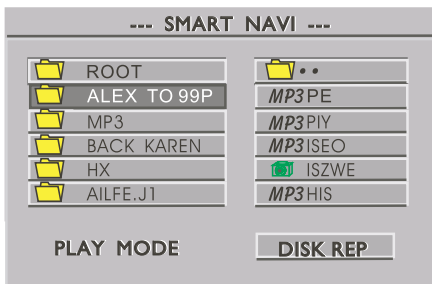 --- SMART NAVI ---
ROOT
ALEX TO 99P
MP3
BACK KAREN
HX
AILFE.J1
..
MP3 PE
MP3 PIY
MP3 ISEO
ISZWE
MP3 HIS
PLAY MODE
DISK REP